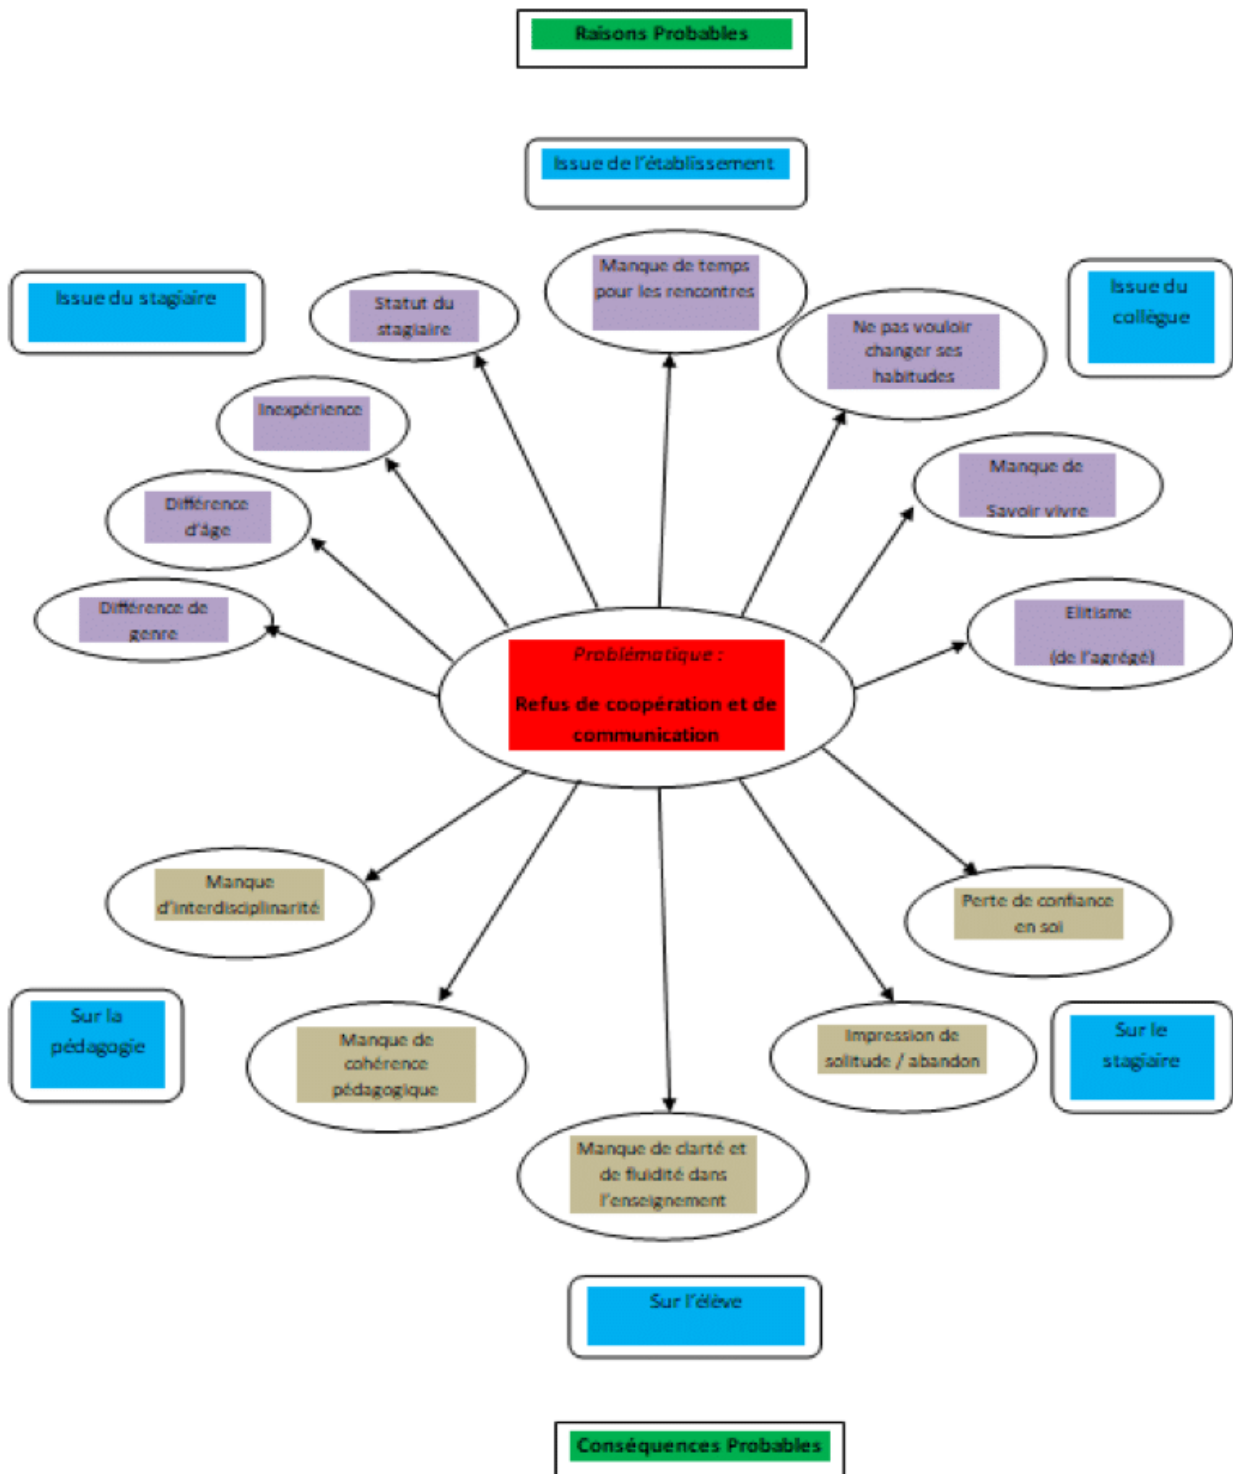 Raisons Probables
Issue de l'établissement
Issue du stagiaire
Statut du
stagiaire
Manque de temps
pour les rencontres
Ne pas vouloir
changer ses
habitudes
Issue du
collègue
Inexpérience
Manque de
Savoir vivre
Différence
d'âge
Différence de
genre
Elitisme
(de l'agrégé)
Problématique :
Refus de coopération et de
communication
Manque
d'interdisciplinarité
Perte de confiance
en soi
Sur la
pédagogie
Manque de
cohérence
pédagogique
Impression de
solitude / abandon
Sur le
stagiaire
Manque de clarté et
de fluidité dans
l'enseignement
Sur l'élève
Conséquences Probables